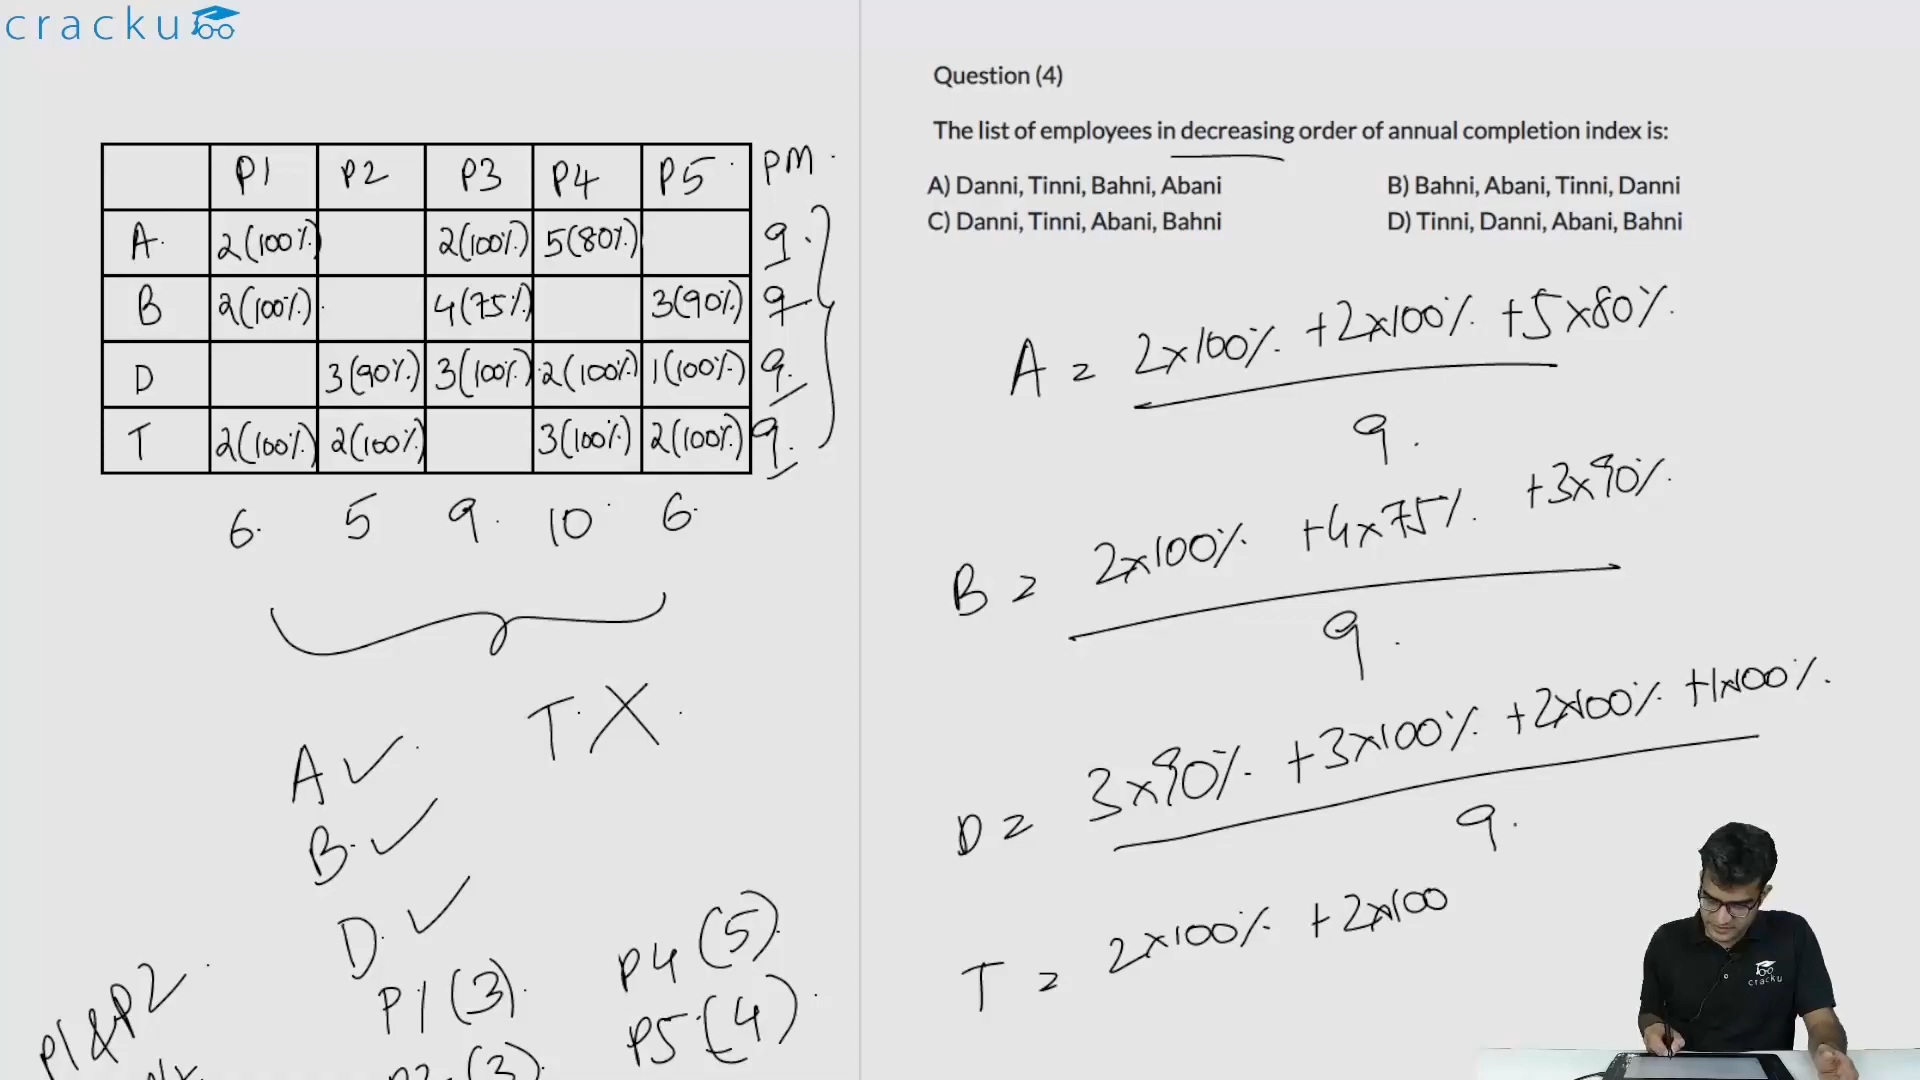 cracku
Question (4)
The list of employees in decreasing order of annual completion index is:
A) Danni, Tinni, Bahni, Abani
B) Bahni, Abani, Tinni, Danni
C) Danni, Tinni, Abani, Bahni
D) Tinni, Danni, Abani, Bahni
P1 P2 P3 P4 P5 PM
A 2(100%) 2(100%) 5(80%) 9
B 2(100%) 4(75%) 3(90%) 9
D 3(90%) 3(100%) 2(100%) 1(100%) 9
T 2(100%) 2(100%) 3(100%) 2(100%) 9
6 5 9 10 6
T X
A ✓
B ✓
D ✓
P1&P2
P1(3)
P4(5)
P5(4)
A = 2x100% +2x100% +5x80%
9
B = 2x100% +4x75% +3x90%
9
D = 3x90% +3x100% +2x100% +1x100%
9
T = 2x100% +2x100
cracku